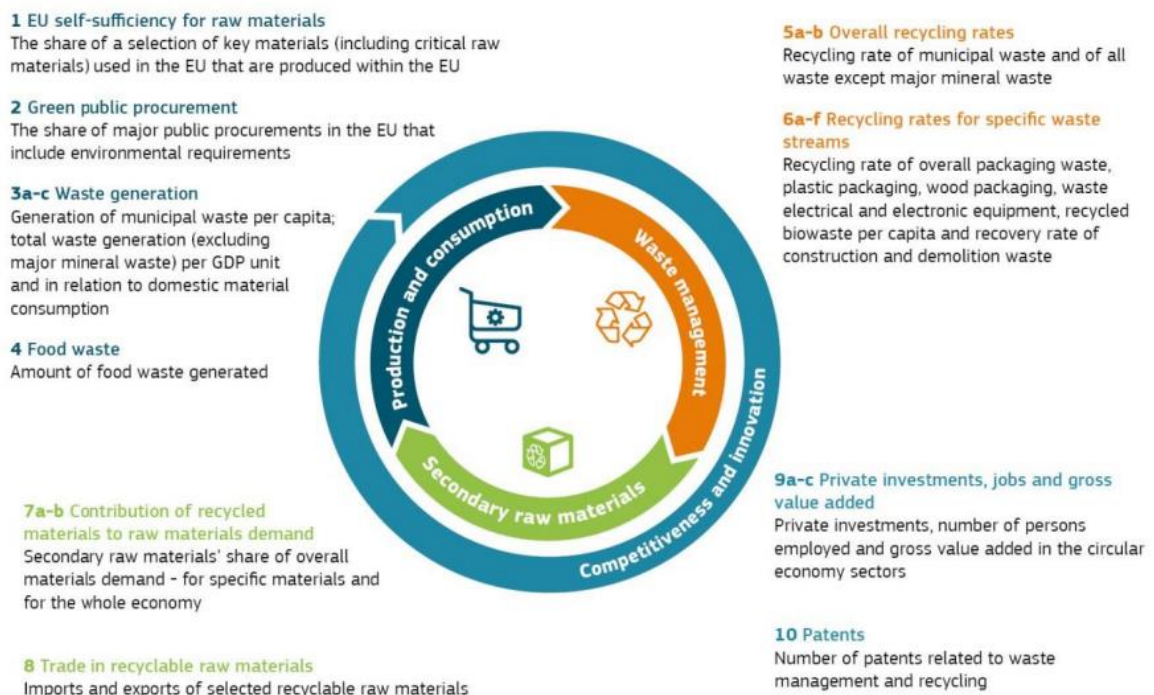 1 EU self-sufficiency for raw materials
The share of a selection of key materials (including critical raw
materials) used in the EU that are produced within the EU
2 Green public procurement
The share of major public procurements in the EU that
include environmental requirements
3a-c Waste generation
Generation of municipal waste per capita;
total waste generation (excluding
major mineral waste) per GDP unit
and in relation to domestic material
consumption
4 Food waste
Amount of food waste generated
5a-b Overall recycling rates
Recycling rate of municipal waste and of all
waste except major mineral waste
6a-f Recycling rates for specific waste
streams
Recycling rate of overall packaging waste,
plastic packaging, wood packaging, waste
electrical and electronic equipment, recycled
biowaste per capita and recovery rate of
construction and demolition waste
Production and consumption
Waste management
Secondary raw materials
Competitiveness and innovation
7a-b Contribution of recycled
materials to raw materials demand
Secondary raw materials' share of overall
materials demand - for specific materials and
for the whole economy
8 Trade in recyclable raw materials
Imports and exports of selected recyclable raw materials
9a-c Private investments, jobs and gross
value added
Private investments, number of persons
employed and gross value added in the circular
economy sectors
10 Patents
Number of patents related to waste
management and recycling